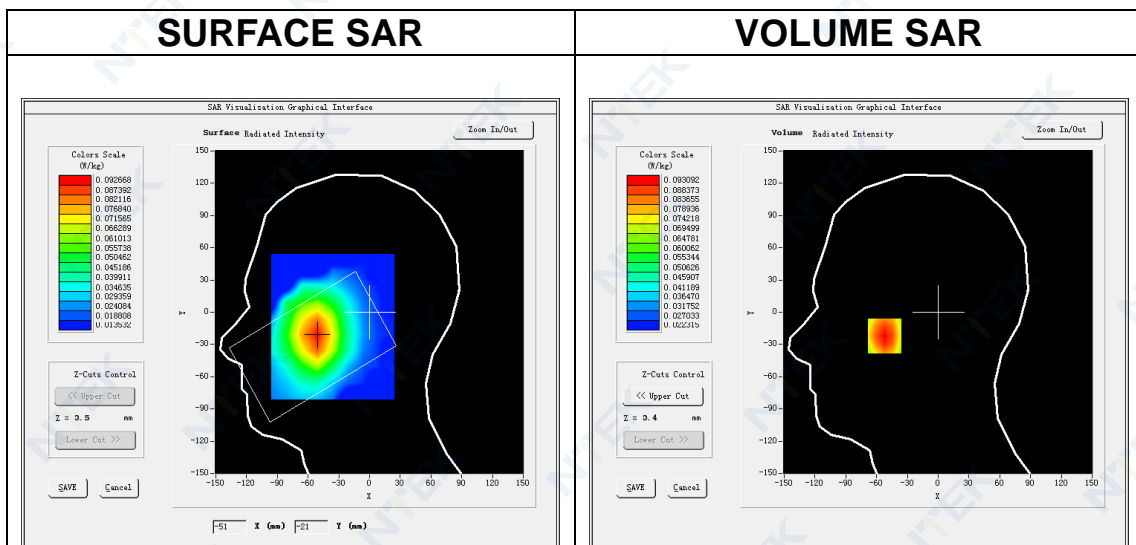 SURFACE SAR
VOLUME SAR
SAR Visualisation Graphical Interface
Surface Radiated Intensity
Zoom In/Out
Colors Scale
(W/kg)
0.092668
0.087392
0.082116
0.076840
0.071565
0.066289
0.061013
0.055738
0.050462
0.045186
0.039911
0.034635
0.029359
0.024084
0.018808
0.013532
Z-Cuts Control
<< Upper Cut
Z = 0.5 mm
Lower Cut >>
SAVE Cancel
150
120
90
60
30
0
-30
-60
-90
-120
-150
Y
-150 -120 -90 -60 -30 0 30 60 90 120 150
X
-51 X (mm) -21 Y (mm)
SAR Visualisation Graphical Interface
Volume Radiated Intensity
Zoom In/Out
Colors Scale
(W/kg)
0.093092
0.088373
0.083655
0.078936
0.074218
0.069499
0.064781
0.060062
0.055344
0.050626
0.045907
0.041189
0.036470
0.031752
0.027033
0.022315
Z-Cuts Control
<< Upper Cut
Z = 0.4 mm
Lower Cut >>
SAVE Cancel
150
120
90
60
30
0
-30
-60
-90
-120
-150
Y
-150 -120 -90 -60 -30 0 30 60 90 120 150
X
NTEK